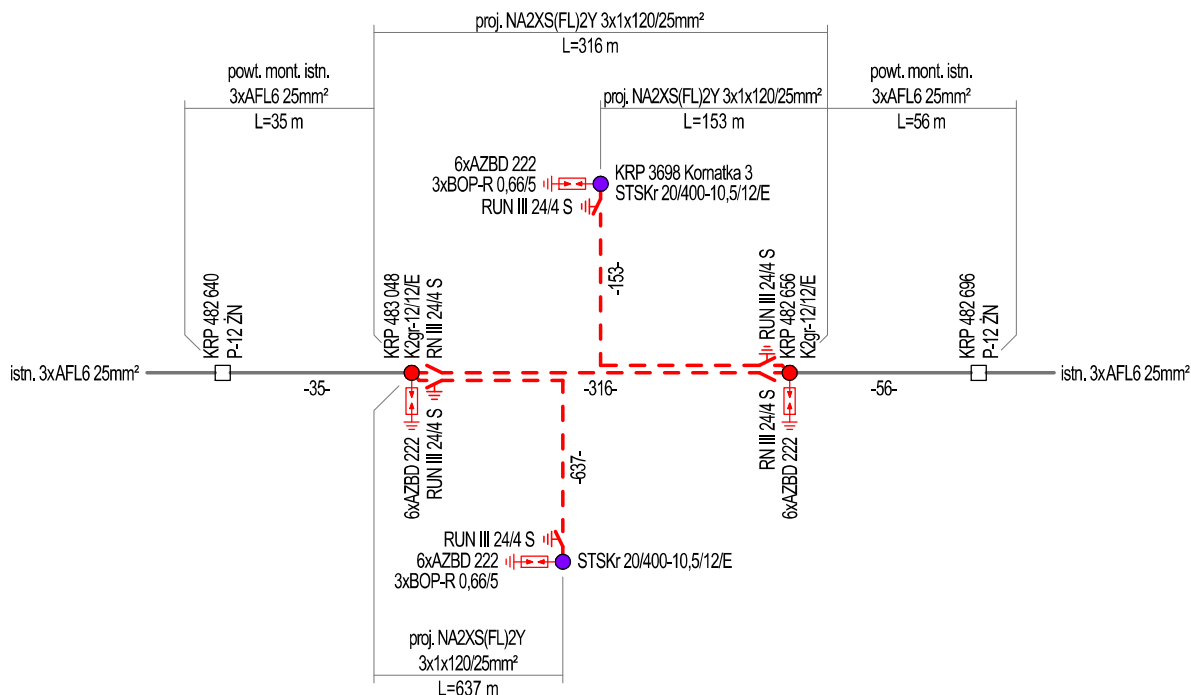 proj. NA2XS(FL)2Y 3x1x120/25mm²
L=316 m
powt. mont. istn.
3xAFL6 25mm²
L=35 m
proj. NA2XS(FL)2Y 3x1x120/25mm²
L=153 m
powt. mont. istn.
3xAFL6 25mm²
L=56 m
6xAZBD 222
3xBOP-R 0,66/5
KRP 3698 Kornatka 3
STSKr 20/400-10,5/12/E
RUN III 24/4 S
-153-
KRP 482 640
P-12 ŻN
KRP 483 048
K2gr-12/12/E
RN III 24/4 S
RUN III 24/4 S
KRP 482 656
K2gr-12/12/E
KRP 482 696
P-12 ŻN
istn. 3xAFL6 25mm²
-35-
-316-
-56-
istn. 3xAFL6 25mm²
6xAZBD 222
RUN III 24/4 S
-637-
RN III 24/4 S
6xAZBD 222
RUN III 24/4 S
6xAZBD 222
3xBOP-R 0,66/5
STSKr 20/400-10,5/12/E
proj. NA2XS(FL)2Y
3x1x120/25mm²
L=637 m